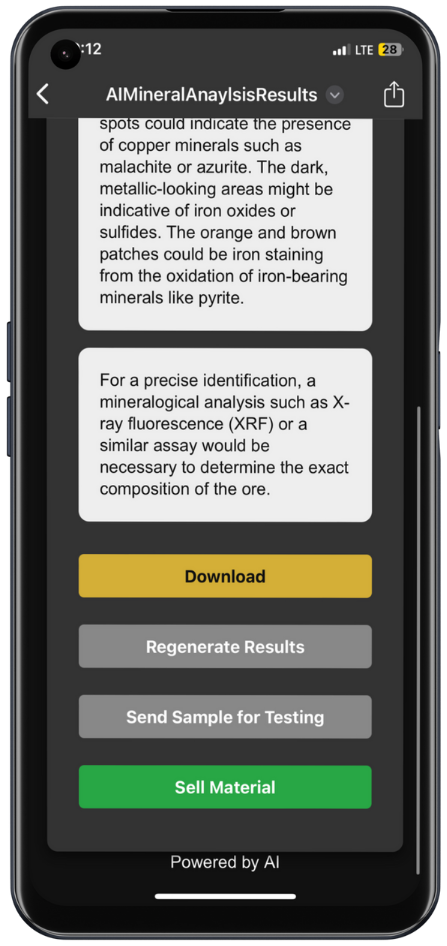 :12
LTE 28
AIMineralAnaylsisResults
spots could indicate the presence
of copper minerals such as
malachite or azurite. The dark,
metallic-looking areas might be
indicative of iron oxides or
sulfides. The orange and brown
patches could be iron staining
from the oxidation of iron-bearing
minerals like pyrite.
For a precise identification, a
mineralogical analysis such as X-
ray fluorescence (XRF) or a
similar assay would be
necessary to determine the exact
composition of the ore.
Download
Regenerate Results
Send Sample for Testing
Sell Material
Powered by AI